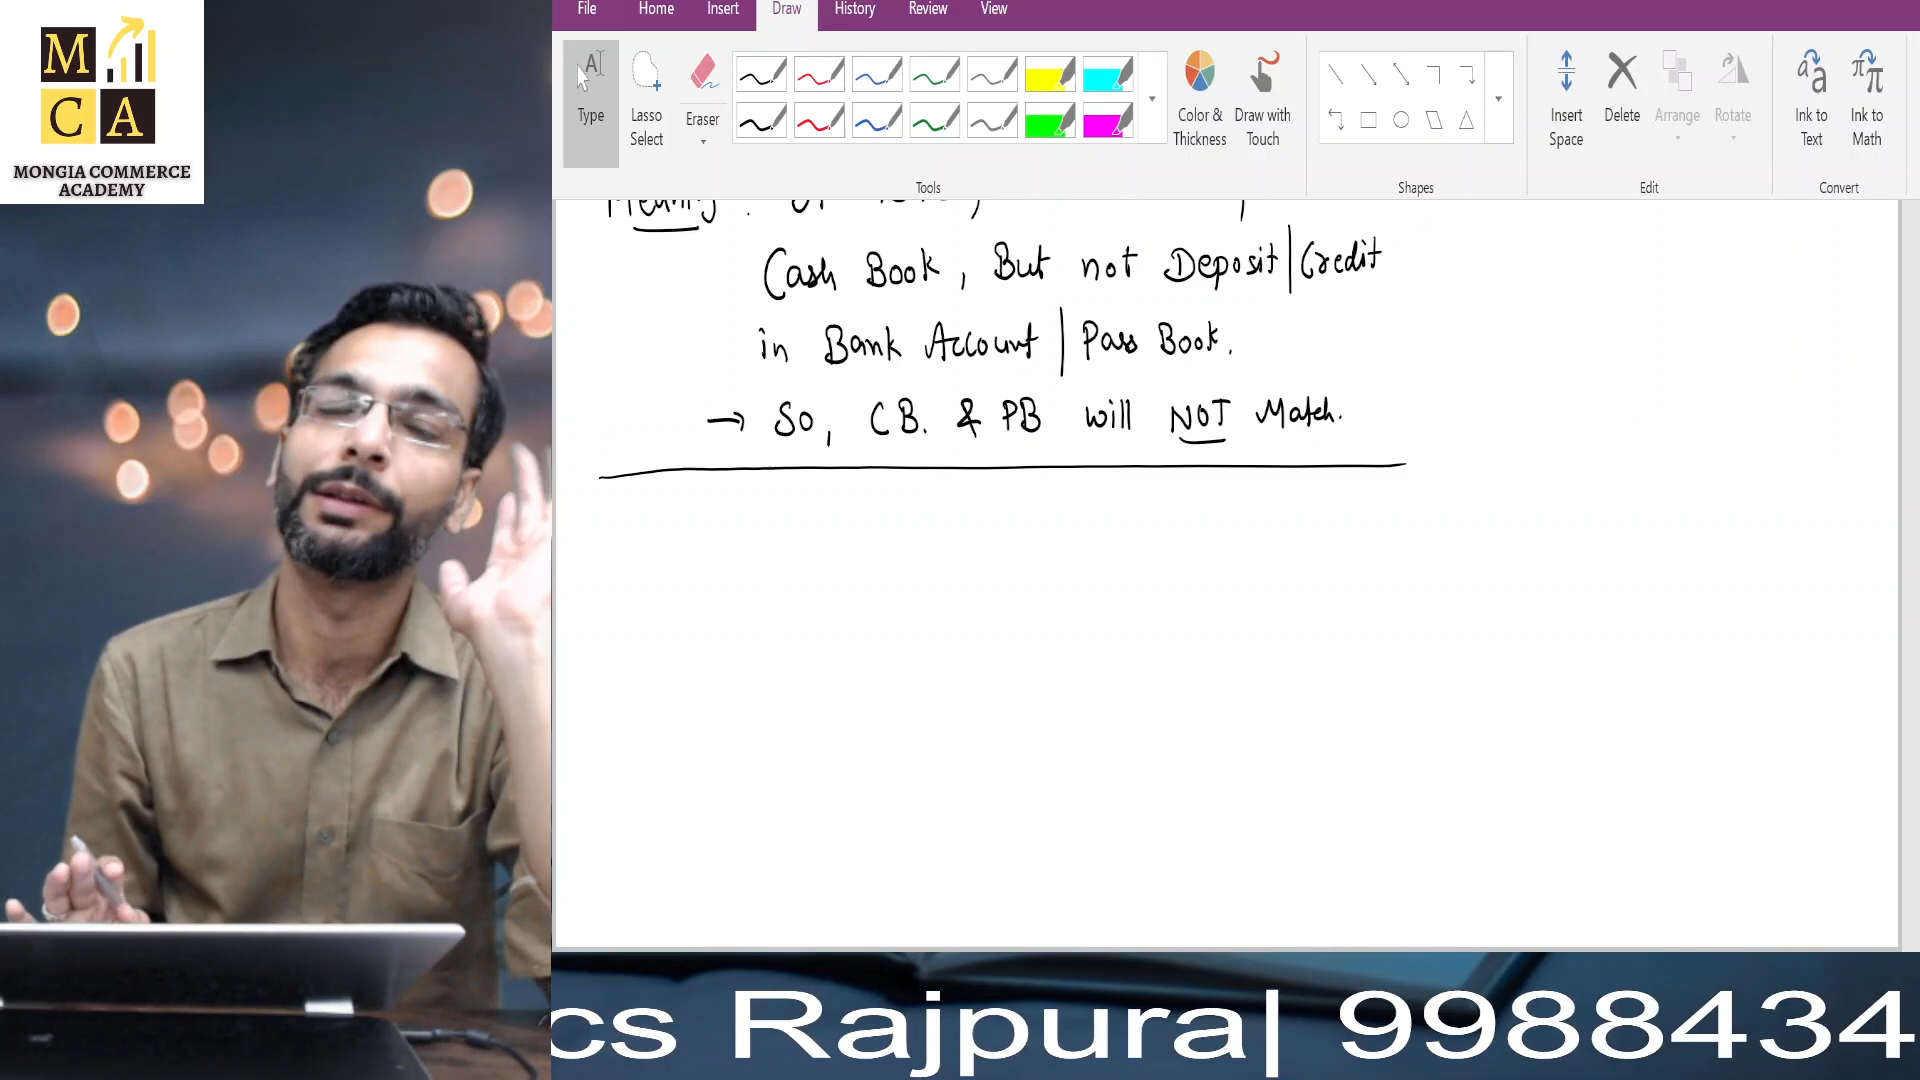 M
C A
MONGIA COMMERCE
ACADEMY
File Home Insert Draw History Review View
Type
Lasso
Select
Eraser
Color &
Thickness
Draw with
Touch
Insert
Space
Delete
Arrange
Rotate
Ink to
Text
Ink to
Math
Tools Shapes Edit Convert
Cash Book, But not Deposit|Credit
in Bank Account | Pass Book.
→ So, CB. & PB will NOT Match.
cs Rajpura| 9988434